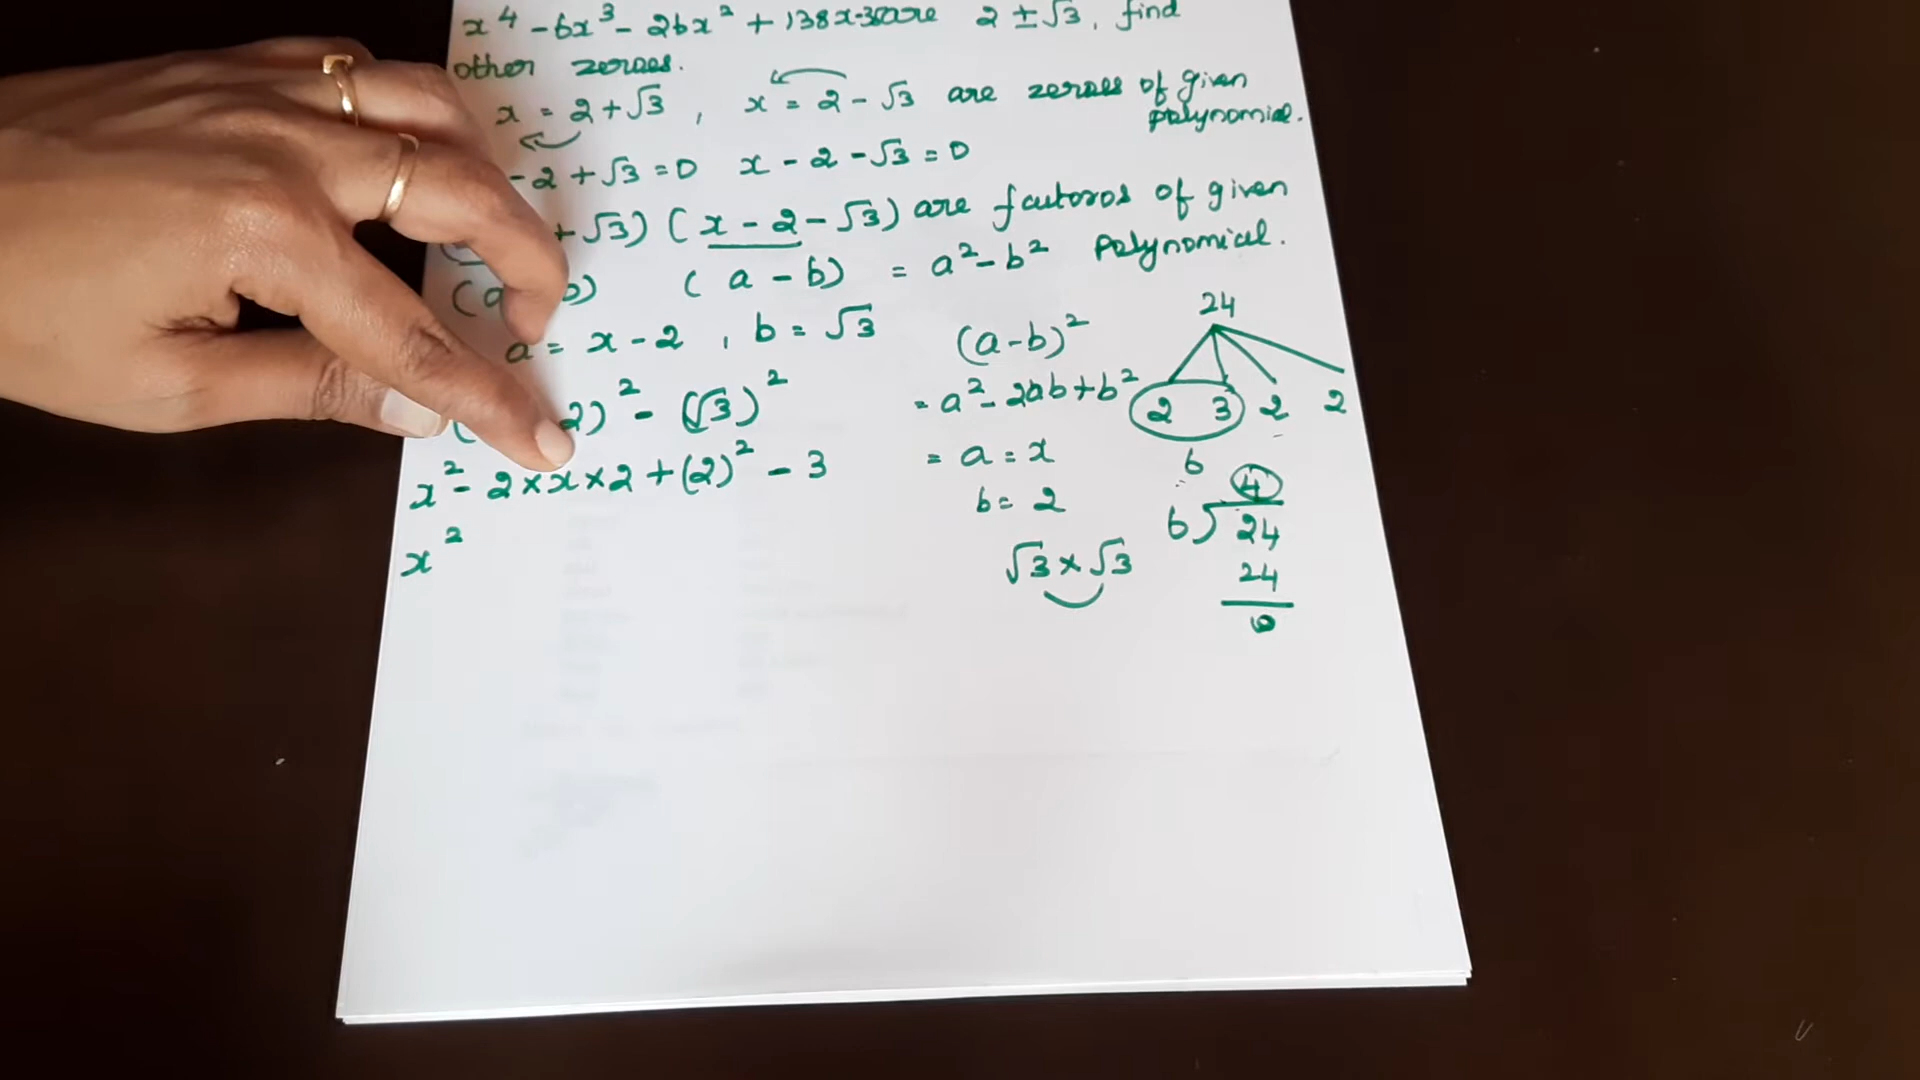 x⁴ - 6x³ - 26x² + 138x-35are 2 ± √3, find
other zeroes.
x = 2 + √3 , x = 2 - √3 are zeroes of given
polynomial.
-2 + √3 = 0 x - 2 - √3 = 0
+ √3) (x - 2 - √3) are factoros of given
Polynomial.
(a b) (a - b) = a² - b²
a = x - 2 , b = √3
2)² - (√3)²
x² - 2×x×2 + (2)² - 3
x²
(a-b)²
= a² - 2ab + b²
= a = x
b = 2
√3 × √3
24
2 3 2 2
6
4
6) 24
24
0